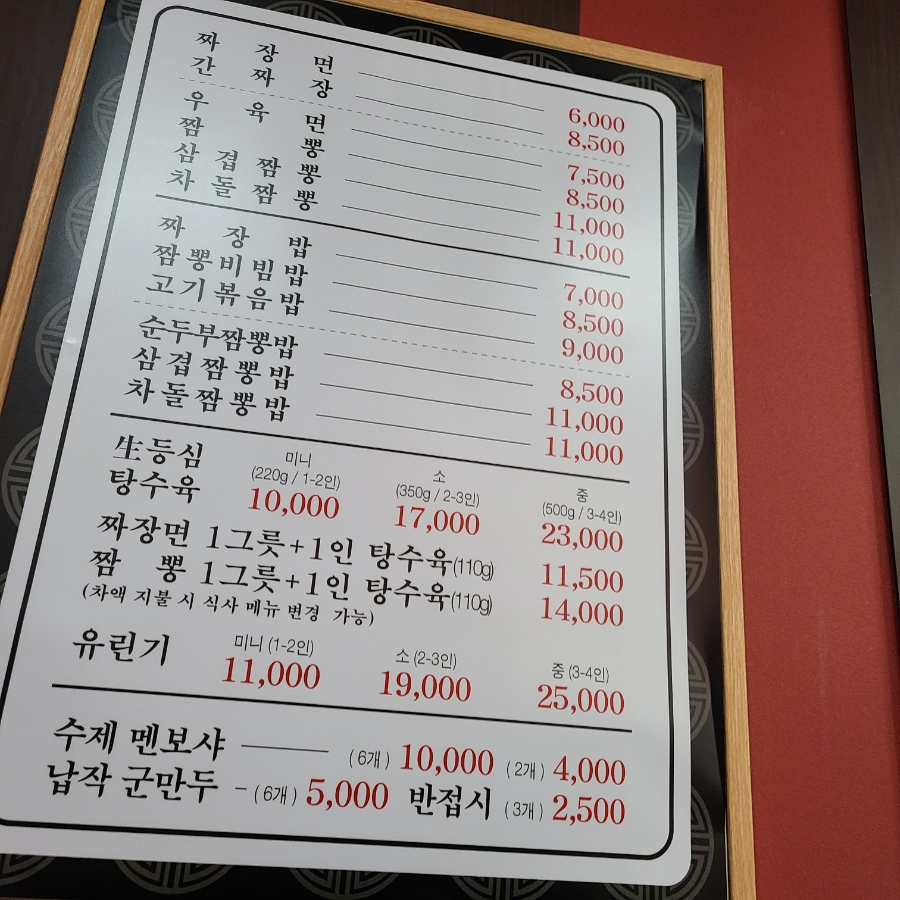 짜장면 6,000
간짜장 8,500
우육면 7,500
짬뽕 8,500
삼겹짬뽕 11,000
차돌짬뽕 11,000
짜장밥 7,000
짬뽕비빔밥 8,500
고기볶음밥 9,000
순두부짬뽕밥 8,500
삼겹짬뽕밥 11,000
차돌짬뽕밥 11,000
生등심 탕수육
미니 (220g / 1-2인) 10,000
소 (350g / 2-3인) 17,000
중 (500g / 3-4인) 23,000
짜장면 1그릇+1인 탕수육(110g) 11,500
짬뽕 1그릇+1인 탕수육(110g) 14,000
(차액 지불 시 식사 메뉴 변경 가능)
유린기
미니 (1-2인) 11,000
소 (2-3인) 19,000
중 (3-4인) 25,000
수제 멘보샤 (6개) 10,000 (2개) 4,000
납작 군만두 - (6개) 5,000 반접시 (3개) 2,500